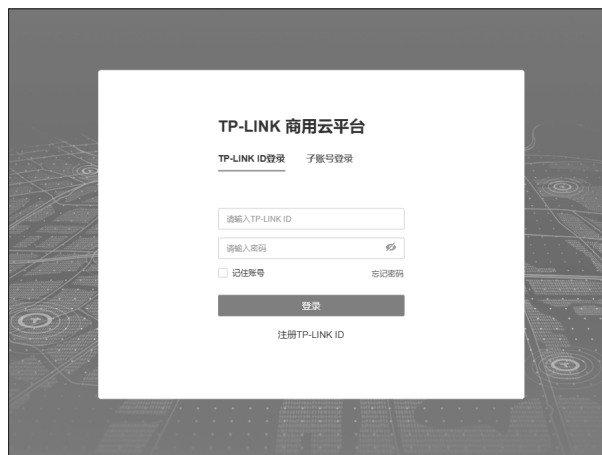 TP-LINK 商用云平台
TP-LINK ID登录 子账号登录
请输入TP-LINK ID
请输入密码
记住账号 忘记密码
登录
注册TP-LINK ID